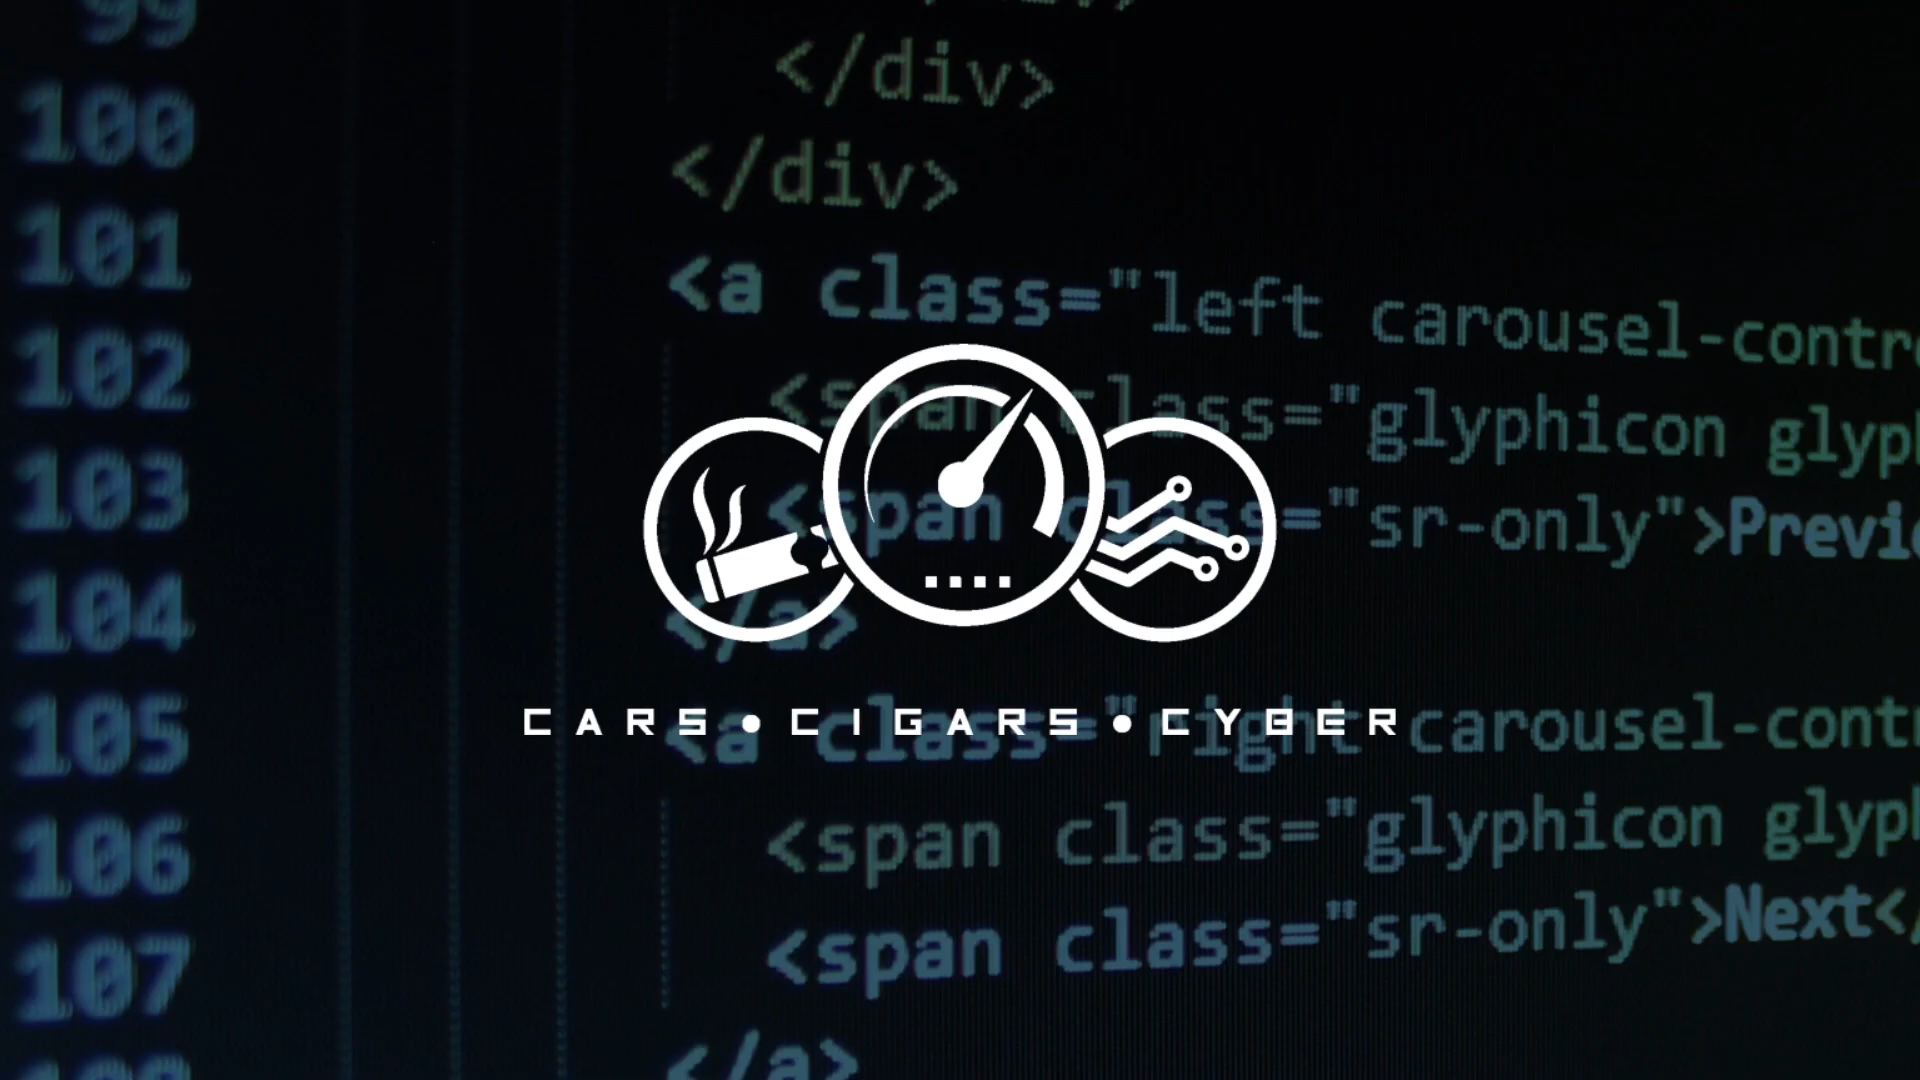 99
</div>
100
</div>
101
<a class="left carousel-contr
102
<span class="glyphicon glyph
103
<span class="sr-only">Previ
104
</a>
CARS•CIGARS•CYBER
105
<a class="right carousel-cont
106
<span class="glyphicon glyph
<span class="sr-only">Next<
107
</a>